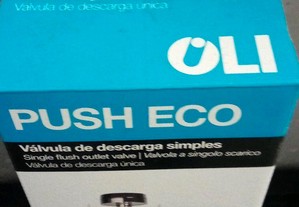 Válvula de descarga única
OLI
PUSH ECO
Válvula de descarga simples
Single flush outlet valve | Valvola a singolo scarico
Válvula de descarga única